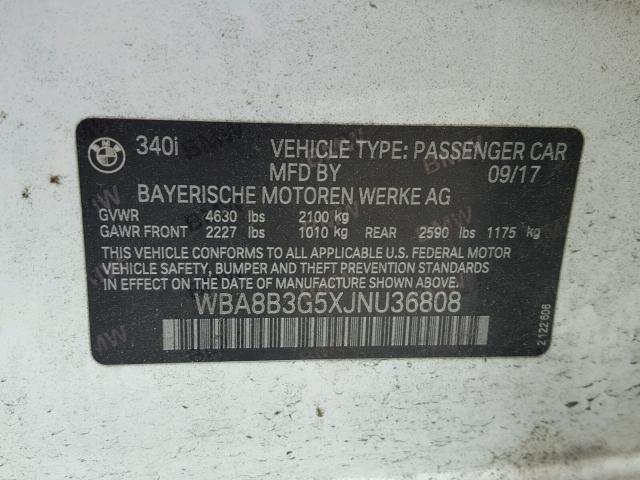 340i VEHICLE TYPE: PASSENGER CAR
MFD BY 09/17
BAYERISCHE MOTOREN WERKE AG
GVWR 4630 lbs 2100 kg
GAWR FRONT 2227 lbs 1010 kg REAR 2590 lbs 1175 kg
THIS VEHICLE CONFORMS TO ALL APPLICABLE U.S. FEDERAL MOTOR
VEHICLE SAFETY, BUMPER AND THEFT PREVENTION STANDARDS
IN EFFECT ON THE DATE OF MANUFACTURE SHOWN ABOVE.
WBA8B3G5XJNU36808
2 122 606
BMW